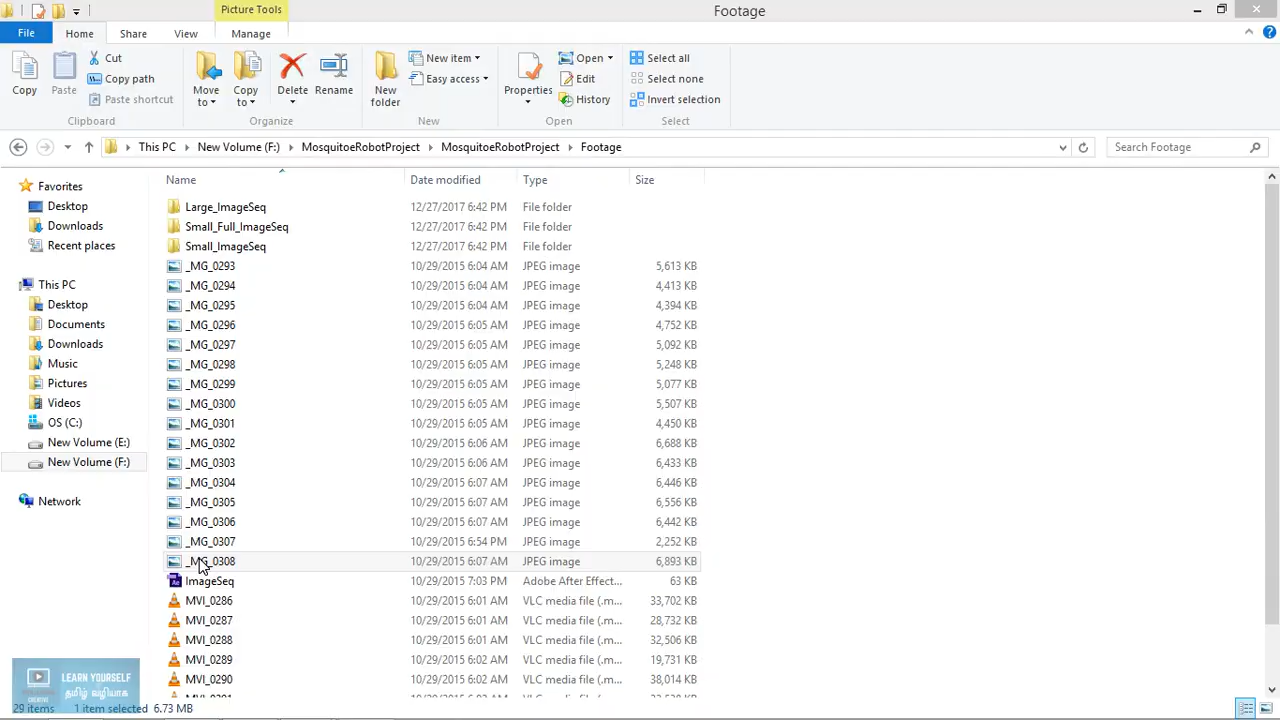 Picture Tools
Footage
File
Home
Share
View
Manage
Copy
Paste
Cut
Copy path
Paste shortcut
Clipboard
Move to
Copy to
Delete
Rename
Organize
New folder
New item
Easy access
New
Properties
Open
Edit
History
Open
Select all
Select none
Invert selection
Select
This PC
New Volume (F:)
MosquitoeRobotProject
MosquitoeRobotProject
Footage
Search Footage
Favorites
Desktop
Downloads
Recent places
This PC
Desktop
Documents
Downloads
Music
Pictures
Videos
OS (C:)
New Volume (E:)
New Volume (F:)
Network
Name Date modified Type Size
Large_ImageSeq 12/27/2017 6:42 PM File folder
Small_Full_ImageSeq 12/27/2017 6:42 PM File folder
Small_ImageSeq 12/27/2017 6:42 PM File folder
_MG_0293 10/29/2015 6:04 AM JPEG image 5,613 KB
_MG_0294 10/29/2015 6:04 AM JPEG image 4,413 KB
_MG_0295 10/29/2015 6:04 AM JPEG image 4,394 KB
_MG_0296 10/29/2015 6:05 AM JPEG image 4,752 KB
_MG_0297 10/29/2015 6:05 AM JPEG image 5,092 KB
_MG_0298 10/29/2015 6:05 AM JPEG image 5,248 KB
_MG_0299 10/29/2015 6:05 AM JPEG image 5,077 KB
_MG_0300 10/29/2015 6:05 AM JPEG image 5,507 KB
_MG_0301 10/29/2015 6:05 AM JPEG image 4,450 KB
_MG_0302 10/29/2015 6:06 AM JPEG image 6,688 KB
_MG_0303 10/29/2015 6:06 AM JPEG image 6,433 KB
_MG_0304 10/29/2015 6:07 AM JPEG image 6,446 KB
_MG_0305 10/29/2015 6:07 AM JPEG image 6,556 KB
_MG_0306 10/29/2015 6:07 AM JPEG image 6,442 KB
_MG_0307 10/29/2015 6:54 PM JPEG image 2,252 KB
_MG_0308 10/29/2015 6:07 AM JPEG image 6,893 KB
ImageSeq 10/29/2015 7:03 PM Adobe After Effect... 63 KB
MVI_0286 10/29/2015 6:01 AM VLC media file (.m... 33,702 KB
MVI_0287 10/29/2015 6:01 AM VLC media file (.m... 28,732 KB
MVI_0288 10/29/2015 6:01 AM VLC media file (.m... 32,506 KB
MVI_0289 10/29/2015 6:02 AM VLC media file (.m... 19,731 KB
MVI_0290 10/29/2015 6:02 AM VLC media file (.m... 38,014 KB
LEARN YOURSELF
தமிழ் வழியாக
29 items 1 item selected 6.73 MB